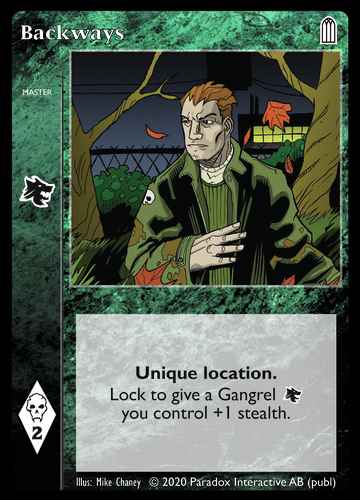 Backways
MASTER
Unique location.
Lock to give a Gangrel
you control +1 stealth.
2
Illus: Mike Chaney © 2020 Paradox Interactive AB (publ)